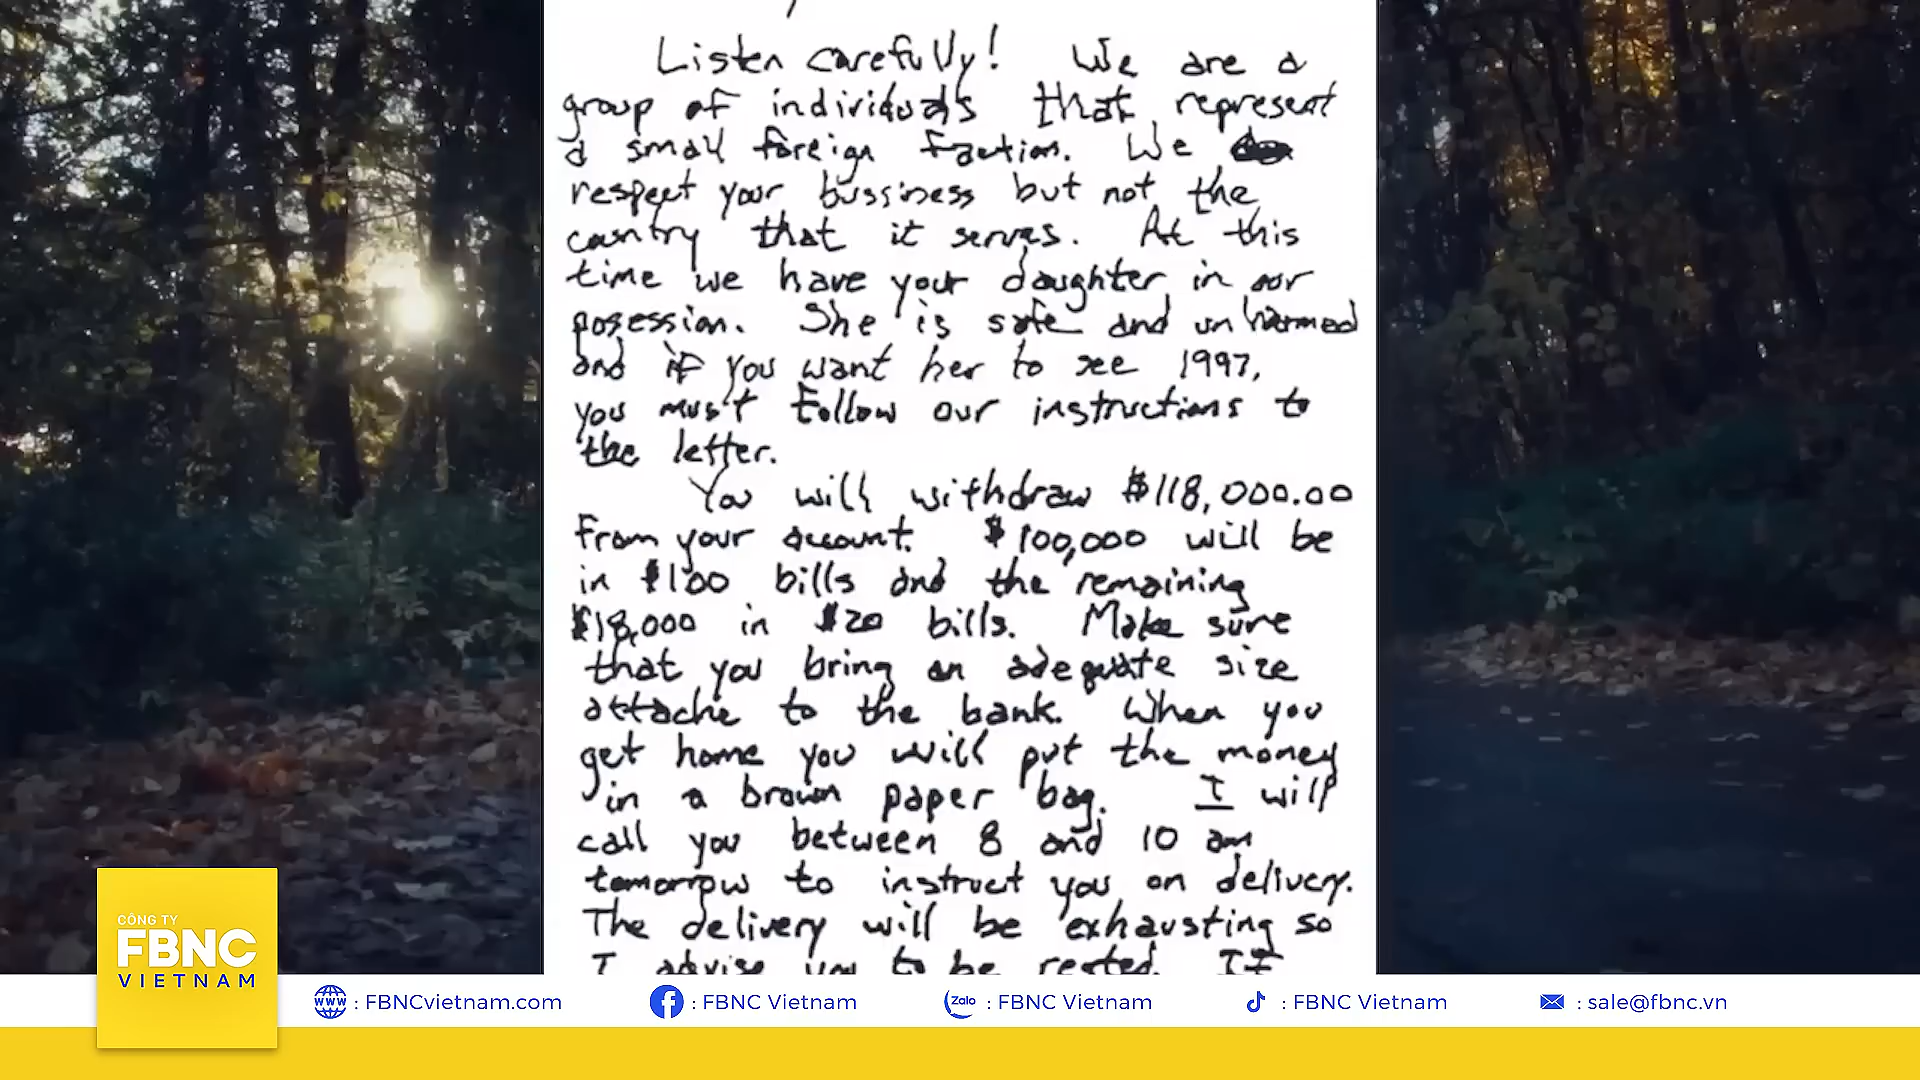 Listen carefully! We are a
group of individuals that represent
a small foreign faction. We
respect your bussiness but not the
country that it serves. At this
time we have your daughter in our
posession. She is safe and unharmed
and if you want her to see 1997,
you must follow our instructions to
the letter.
You will withdraw $118,000.00
from your account. $100,000 will be
in $100 bills and the remaining
$18,000 in $20 bills. Make sure
that you bring an adequate size
attache to the bank. When you
get home you will put the money
in a brown paper bag. I will
call you between 8 and 10 am
tomorrow to instruct you on delivery.
The delivery will be exhausting so
I advise you to be rested. If
CÔNG TY
FBNC
VIETNAM
www : FBNCvietnam.com
: FBNC Vietnam
Zalo : FBNC Vietnam
: FBNC Vietnam
: sale@fbnc.vn